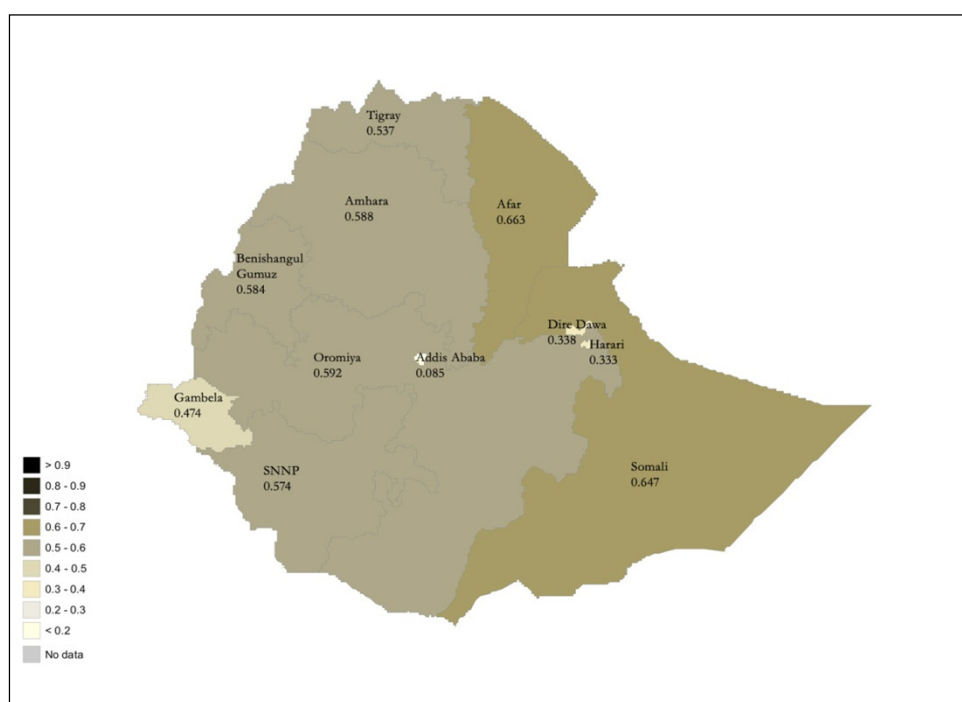 Tigray
0.537
Amhara
0.588
Afar
0.663
Benishangul
Gumuz
0.584
Dire Dawa
0.338
Harari
0.333
Oromiya
0.592
Addis Ababa
0.085
Gambela
0.474
SNNP
0.574
Somali
0.647
> 0.9
0.8 - 0.9
0.7 - 0.8
0.6 - 0.7
0.5 - 0.6
0.4 - 0.5
0.3 - 0.4
0.2 - 0.3
< 0.2
No data